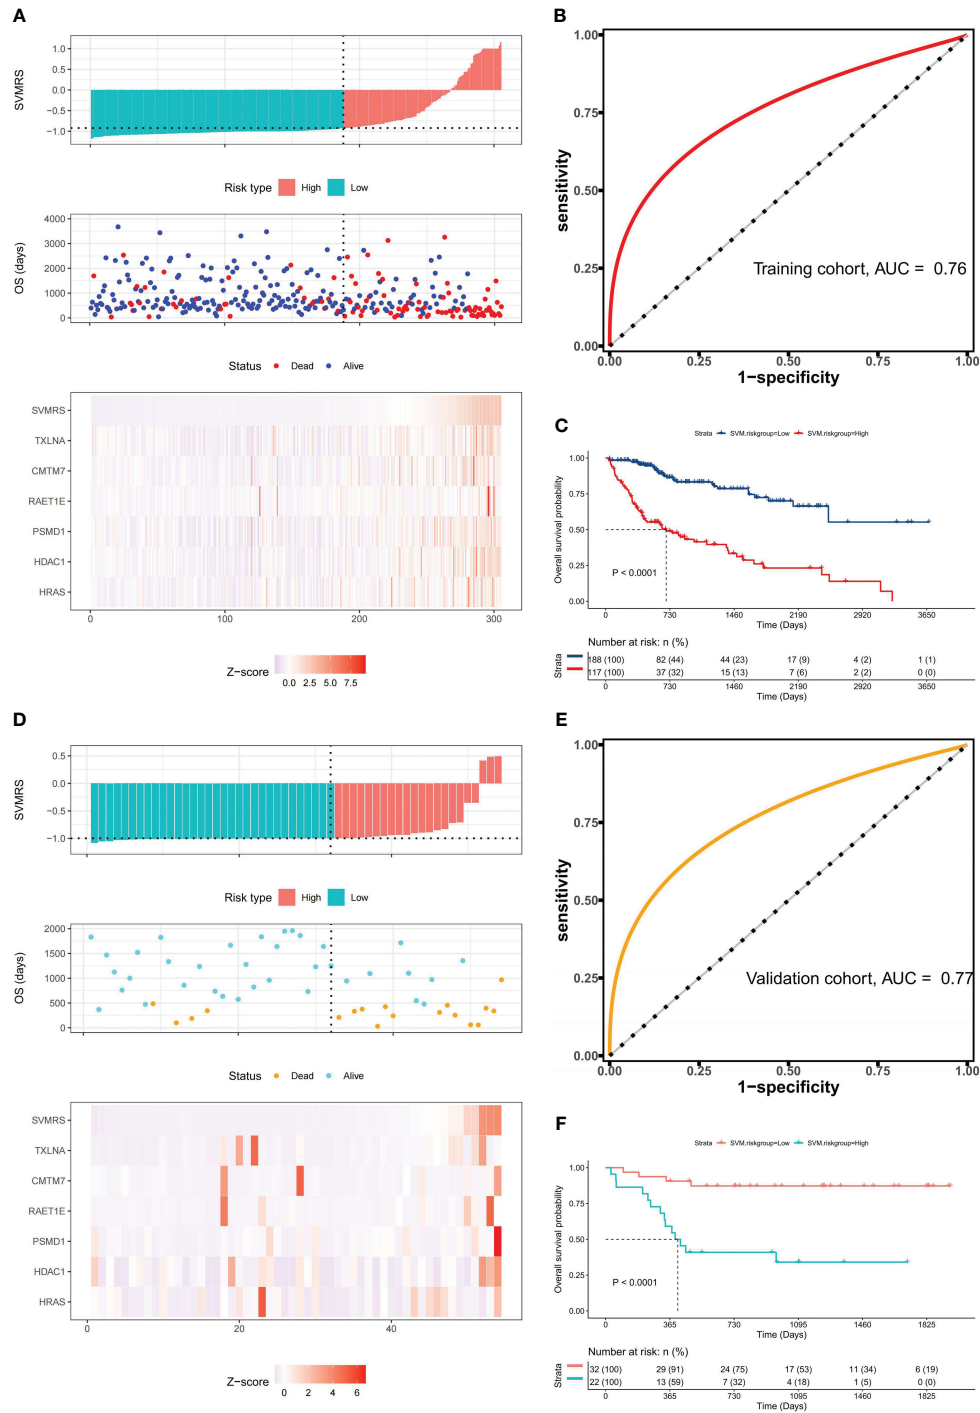 A
SVMRS
1.0
0.5
0.0
−0.5
−1.0
Risk type High Low
OS (days)
4000
3000
2000
1000
0
0 100 200 300
Status Dead Alive
SVMRS
TXLNA
CMTM7
RAET1E
PSMD1
HDAC1
HRAS
0 100 200 300
Z−score 0.0 2.5 5.0 7.5
B
sensitivity
1.00
0.75
0.50
0.25
0.00
Training cohort, AUC = 0.76
0.00 0.25 0.50 0.75 1.00
1−specificity
C
Strata SVM.riskgroup=Low SVM.riskgroup=High
Overall survival probability
1.00
0.75
0.50
0.25
0.00
P < 0.0001
0 730 1460 2190 2920 3650
Time (Days)
Number at risk: n (%)
Strata
188 (100) 82 (44) 44 (23) 17 (9) 4 (2) 1 (1)
117 (100) 37 (32) 15 (13) 7 (6) 2 (2) 0 (0)
0 730 1460 2190 2920 3650
Time (Days)
D
SVMRS
0.5
0.0
−0.5
−1.0
Risk type High Low
OS (days)
2000
1500
1000
500
0
Status Dead Alive
SVMRS
TXLNA
CMTM7
RAET1E
PSMD1
HDAC1
HRAS
0 20 40
Z−score 0 2 4 6
E
sensitivity
1.00
0.75
0.50
0.25
0.00
Validation cohort, AUC = 0.77
0.00 0.25 0.50 0.75 1.00
1−specificity
F
Strata SVM.riskgroup=Low SVM.riskgroup=High
Overall survival probability
1.00
0.75
0.50
0.25
0.00
P < 0.0001
0 365 730 1095 1460 1825
Time (Days)
Number at risk: n (%)
Strata
32 (100) 29 (91) 24 (75) 17 (53) 11 (34) 6 (19)
22 (100) 13 (59) 7 (32) 4 (18) 1 (5) 0 (0)
0 365 730 1095 1460 1825
Time (Days)